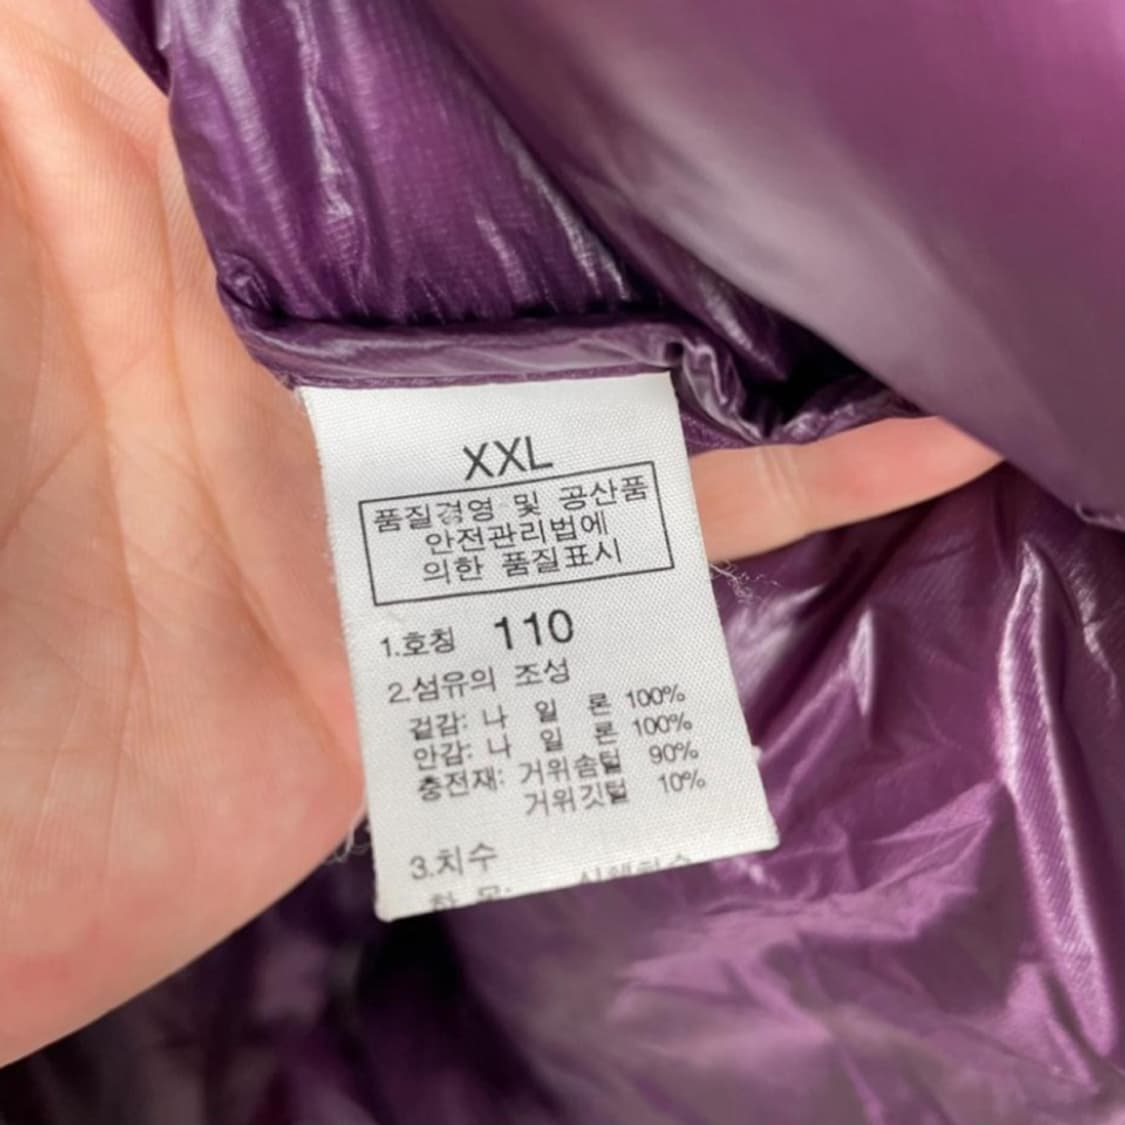 XXL
품질경영 및 공산품
안전관리법에
의한 품질표시
1.호칭 110
2.섬유의 조성
겉감: 나 일 론 100%
안감: 나 일 론 100%
충전재: 거위솜털 90%
거위깃털 10%
3.치수